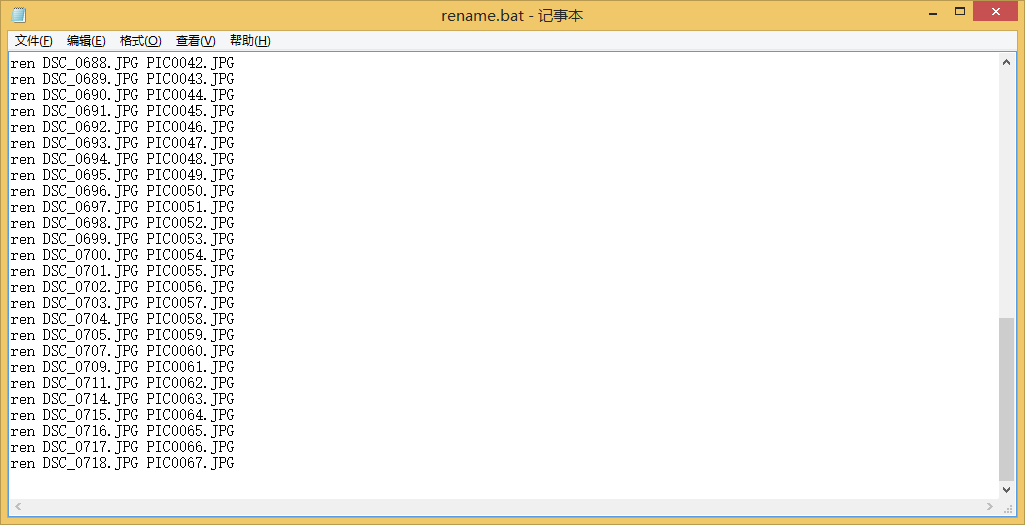 rename.bat - 记事本
文件(F) 编辑(E) 格式(O) 查看(V) 帮助(H)
ren DSC_0688.JPG PIC0042.JPG
ren DSC_0689.JPG PIC0043.JPG
ren DSC_0690.JPG PIC0044.JPG
ren DSC_0691.JPG PIC0045.JPG
ren DSC_0692.JPG PIC0046.JPG
ren DSC_0693.JPG PIC0047.JPG
ren DSC_0694.JPG PIC0048.JPG
ren DSC_0695.JPG PIC0049.JPG
ren DSC_0696.JPG PIC0050.JPG
ren DSC_0697.JPG PIC0051.JPG
ren DSC_0698.JPG PIC0052.JPG
ren DSC_0699.JPG PIC0053.JPG
ren DSC_0700.JPG PIC0054.JPG
ren DSC_0701.JPG PIC0055.JPG
ren DSC_0702.JPG PIC0056.JPG
ren DSC_0703.JPG PIC0057.JPG
ren DSC_0704.JPG PIC0058.JPG
ren DSC_0705.JPG PIC0059.JPG
ren DSC_0707.JPG PIC0060.JPG
ren DSC_0709.JPG PIC0061.JPG
ren DSC_0711.JPG PIC0062.JPG
ren DSC_0714.JPG PIC0063.JPG
ren DSC_0715.JPG PIC0064.JPG
ren DSC_0716.JPG PIC0065.JPG
ren DSC_0717.JPG PIC0066.JPG
ren DSC_0718.JPG PIC0067.JPG